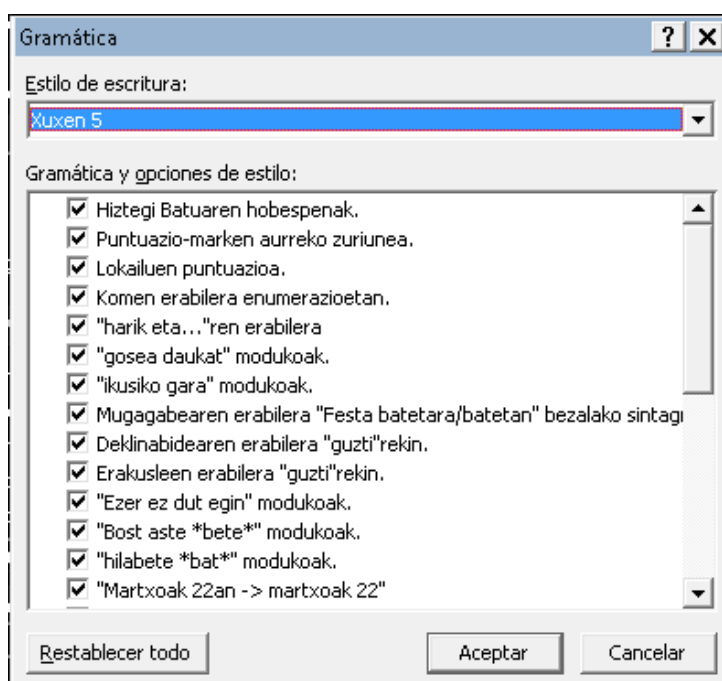 Gramática
Estilo de escritura:
Xuxen 5
Gramática y opciones de estilo:
Hiztegi Batuaren hobespenak.
Puntuazio-marken aurreko zuriunea.
Lokailuen puntuazioa.
Komen erabilera enumerazioetan.
"harik eta..."ren erabilera
"gosea daukat" modukoak.
"ikusiko gara" modukoak.
Mugagabearen erabilera "Festa batetara/batetan" bezalako sintagr
Deklinabidearen erabilera "guzti"rekin.
Erakusleen erabilera "guzti"rekin.
"Ezer ez dut egin" modukoak.
"Bost aste *bete*" modukoak.
"hilabete *bat*" modukoak.
"Martxoak 22an -> martxoak 22"
Restablecer todo Aceptar Cancelar